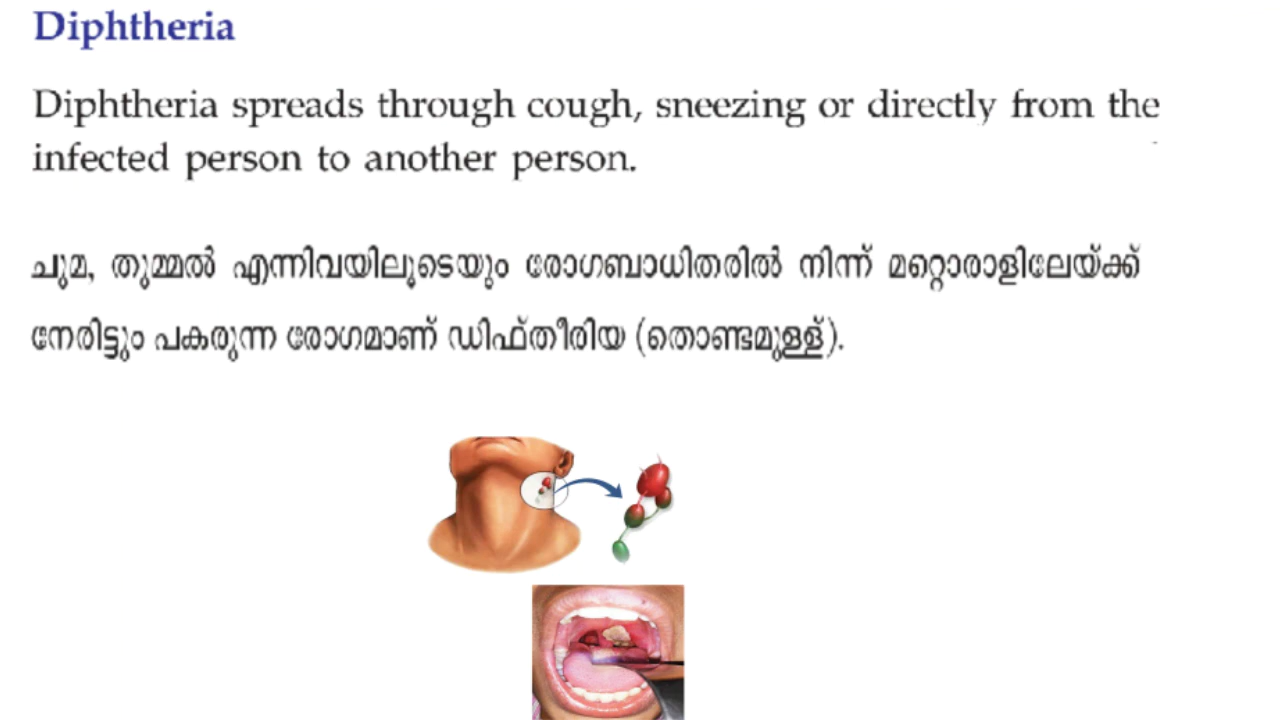 Diphtheria
Diphtheria spreads through cough, sneezing or directly from the
infected person to another person.
ചുമ, തുമ്മൽ എന്നിവയിലൂടെയും രോഗബാധിതരിൽ നിന്ന് മറ്റൊരാളിലേയ്ക്ക്
നേരിട്ടും പകരുന്ന രോഗമാണ് ഡിഫ്തീരിയ (തൊണ്ടമുള്ള്).